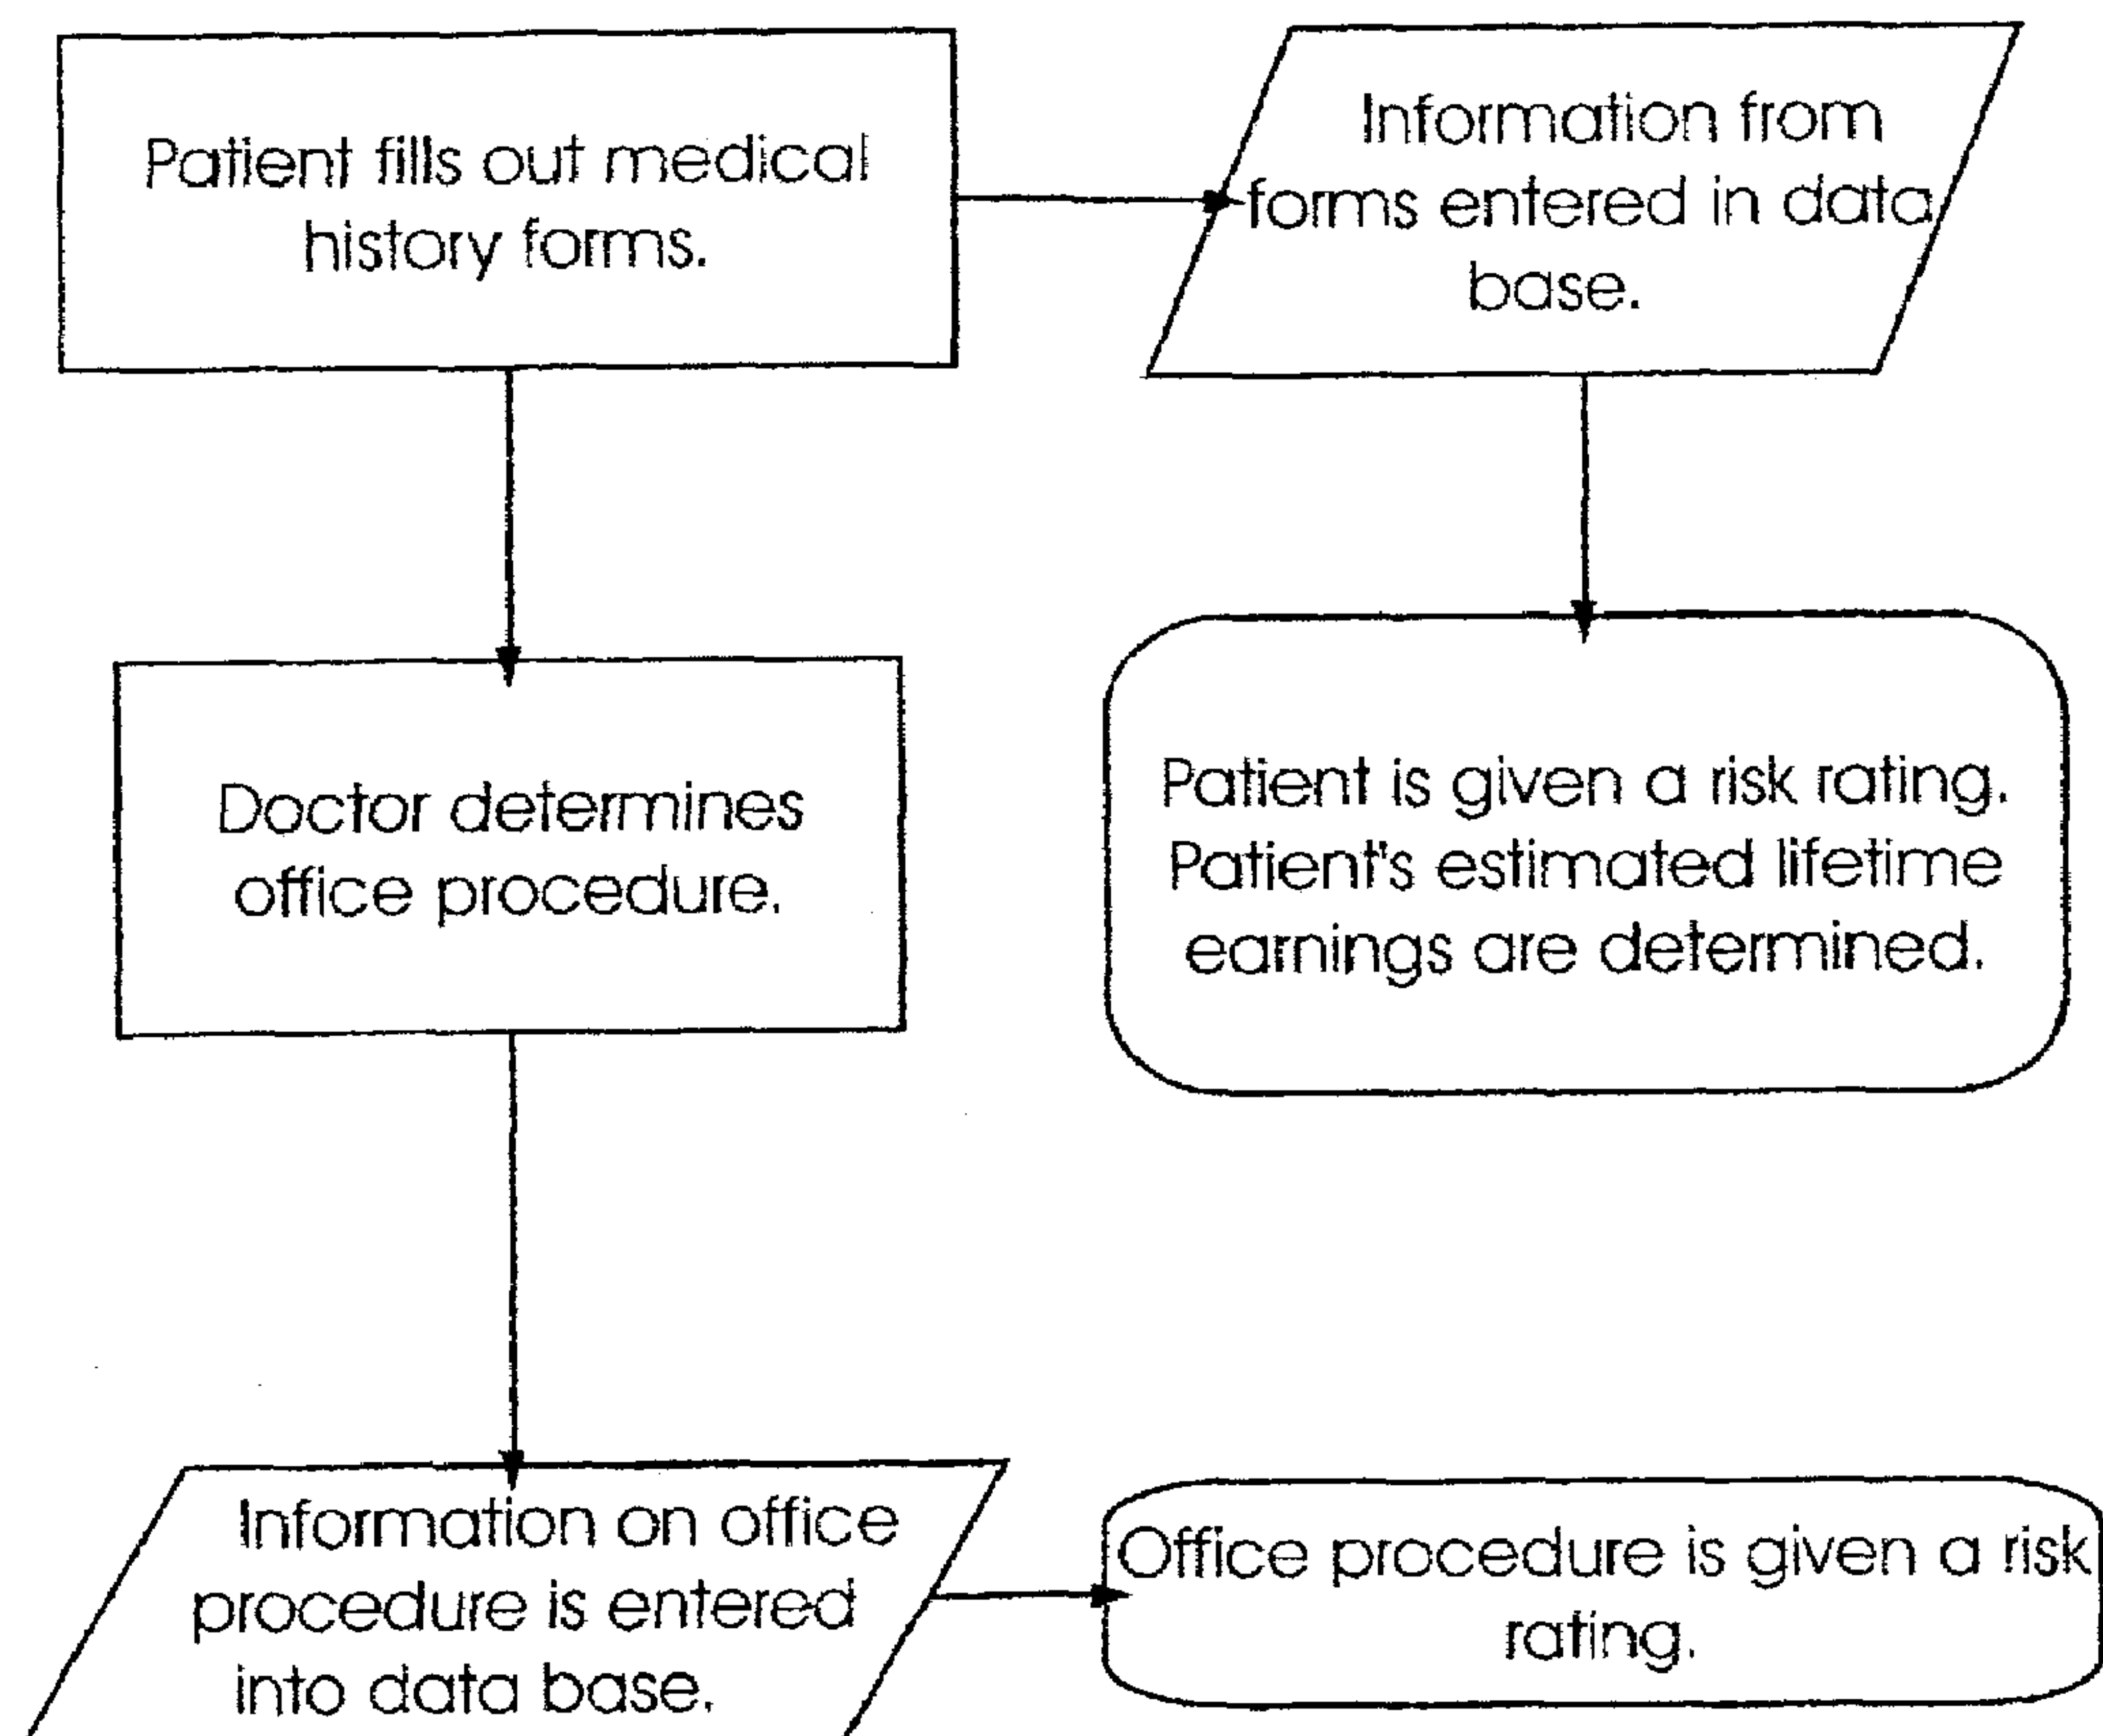 Patient fills out medical
history forms.
Information from
forms entered in data
base.
Doctor determines
office procedure.
Patient is given a risk rating.
Patient's estimated lifetime
earnings are determined.
Information on office
procedure is entered
into data base.
Office procedure is given a risk
rating.